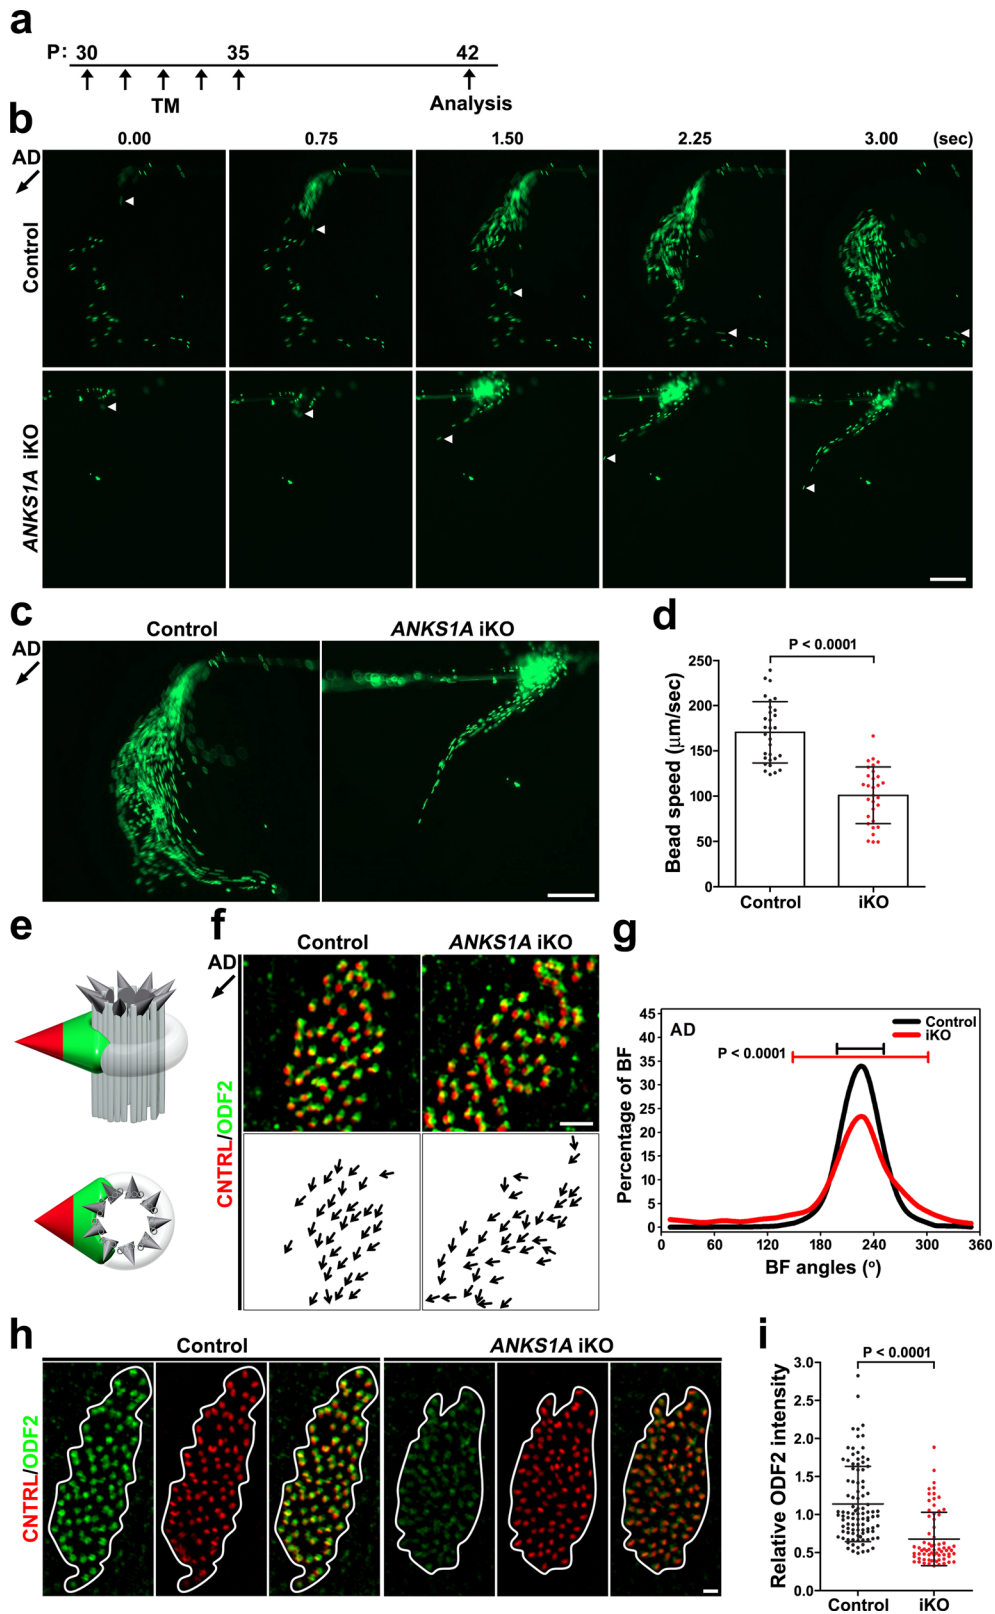 a
P: 30 35 42
TM Analysis
b
0.00 0.75 1.50 2.25 3.00 (sec)
AD
Control
ANKS1A iKO
c
Control ANKS1A iKO
AD
d
P < 0.0001
Bead speed (μm/sec)
250
200
150
100
50
0
Control iKO
e
f
Control ANKS1A iKO
AD
CNTRL/ODF2
g
AD
Control
iKO
P < 0.0001
Percentage of BF
45
40
35
30
25
20
15
10
5
0
0 60 120 180 240 300 360
BF angles (º)
h
Control ANKS1A iKO
CNTRL/ODF2
i
P < 0.0001
Relative ODF2 intensity
3.0
2.5
2.0
1.5
1.0
0.5
0.0
Control iKO